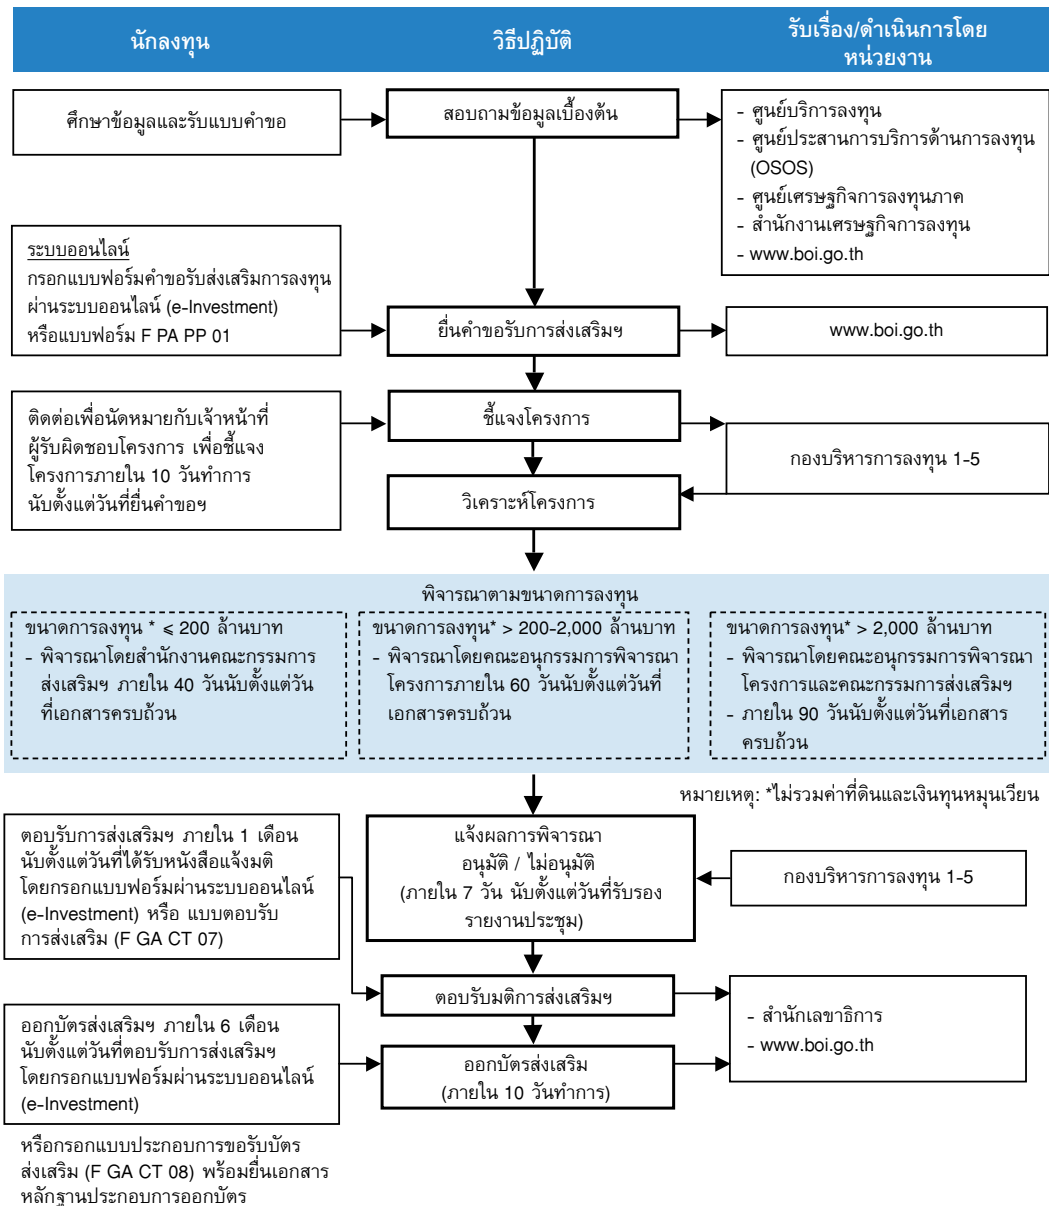 นักลงทุน
วิธีปฏิบัติ
รับเรื่อง/ดำเนินการโดย
หน่วยงาน
ศึกษาข้อมูลและรับแบบคำขอ
สอบถามข้อมูลเบื้องต้น
- ศูนย์บริการลงทุน
- ศูนย์ประสานการบริการด้านการลงทุน
(OSOS)
- ศูนย์เศรษฐกิจการลงทุนภาค
- สำนักงานเศรษฐกิจการลงทุน
- www.boi.go.th
ระบบออนไลน์
กรอกแบบฟอร์มคำขอรับส่งเสริมการลงทุน
ผ่านระบบออนไลน์ (e-Investment)
หรือแบบฟอร์ม F PA PP 01
ยื่นคำขอรับการส่งเสริมฯ
www.boi.go.th
ติดต่อเพื่อนัดหมายกับเจ้าหน้าที่
ผู้รับผิดชอบโครงการ เพื่อชี้แจง
โครงการภายใน 10 วันทำการ
นับตั้งแต่วันที่ยื่นคำขอฯ
ชี้แจงโครงการ
กองบริหารการลงทุน 1-5
วิเคราะห์โครงการ
พิจารณาตามขนาดการลงทุน
ขนาดการลงทุน * ≤ 200 ล้านบาท
- พิจารณาโดยสำนักงานคณะกรรมการ
ส่งเสริมฯ ภายใน 40 วันนับตั้งแต่วัน
ที่เอกสารครบถ้วน
ขนาดการลงทุน* > 200-2,000 ล้านบาท
- พิจารณาโดยคณะอนุกรรมการพิจารณา
โครงการภายใน 60 วันนับตั้งแต่วันที่
เอกสารครบถ้วน
ขนาดการลงทุน* > 2,000 ล้านบาท
- พิจารณาโดยคณะอนุกรรมการพิจารณา
โครงการและคณะกรรมการส่งเสริมฯ
- ภายใน 90 วันนับตั้งแต่วันที่เอกสาร
ครบถ้วน
หมายเหตุ: *ไม่รวมค่าที่ดินและเงินทุนหมุนเวียน
ตอบรับการส่งเสริมฯ ภายใน 1 เดือน
นับตั้งแต่วันที่ได้รับหนังสือแจ้งมติ
โดยกรอกแบบฟอร์มผ่านระบบออนไลน์
(e-Investment) หรือ แบบตอบรับ
การส่งเสริม (F GA CT 07)
แจ้งผลการพิจารณา
อนุมัติ / ไม่อนุมัติ
(ภายใน 7 วัน นับตั้งแต่วันที่รับรอง
รายงานประชุม)
กองบริหารการลงทุน 1-5
ตอบรับมติการส่งเสริมฯ
- สำนักเลขาธิการ
- www.boi.go.th
ออกบัตรส่งเสริมฯ ภายใน 6 เดือน
นับตั้งแต่วันที่ตอบรับการส่งเสริมฯ
โดยกรอกแบบฟอร์มผ่านระบบออนไลน์
(e-Investment)
ออกบัตรส่งเสริม
(ภายใน 10 วันทำการ)
หรือกรอกแบบประกอบการขอรับบัตร
ส่งเสริม (F GA CT 08) พร้อมยื่นเอกสาร
หลักฐานประกอบการออกบัตร